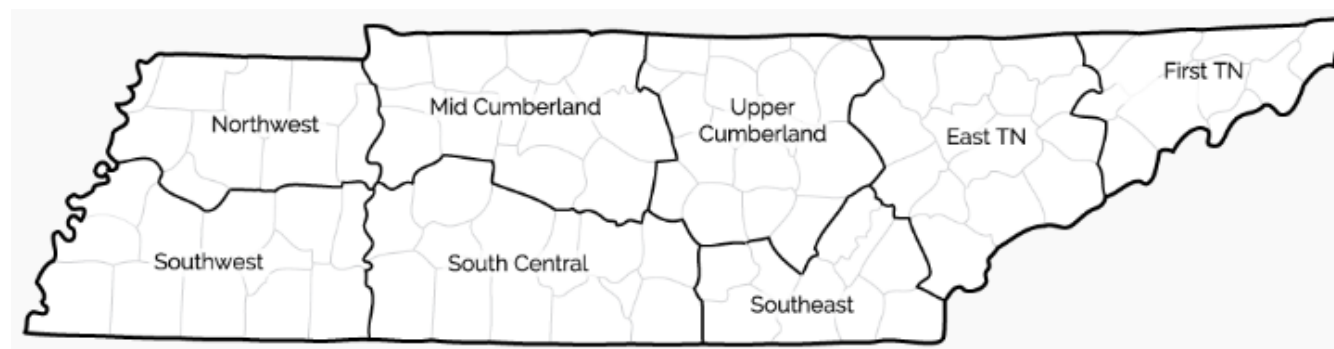 First TN
Northwest
Mid Cumberland
Upper
Cumberland
East TN
Southwest
South Central
Southeast